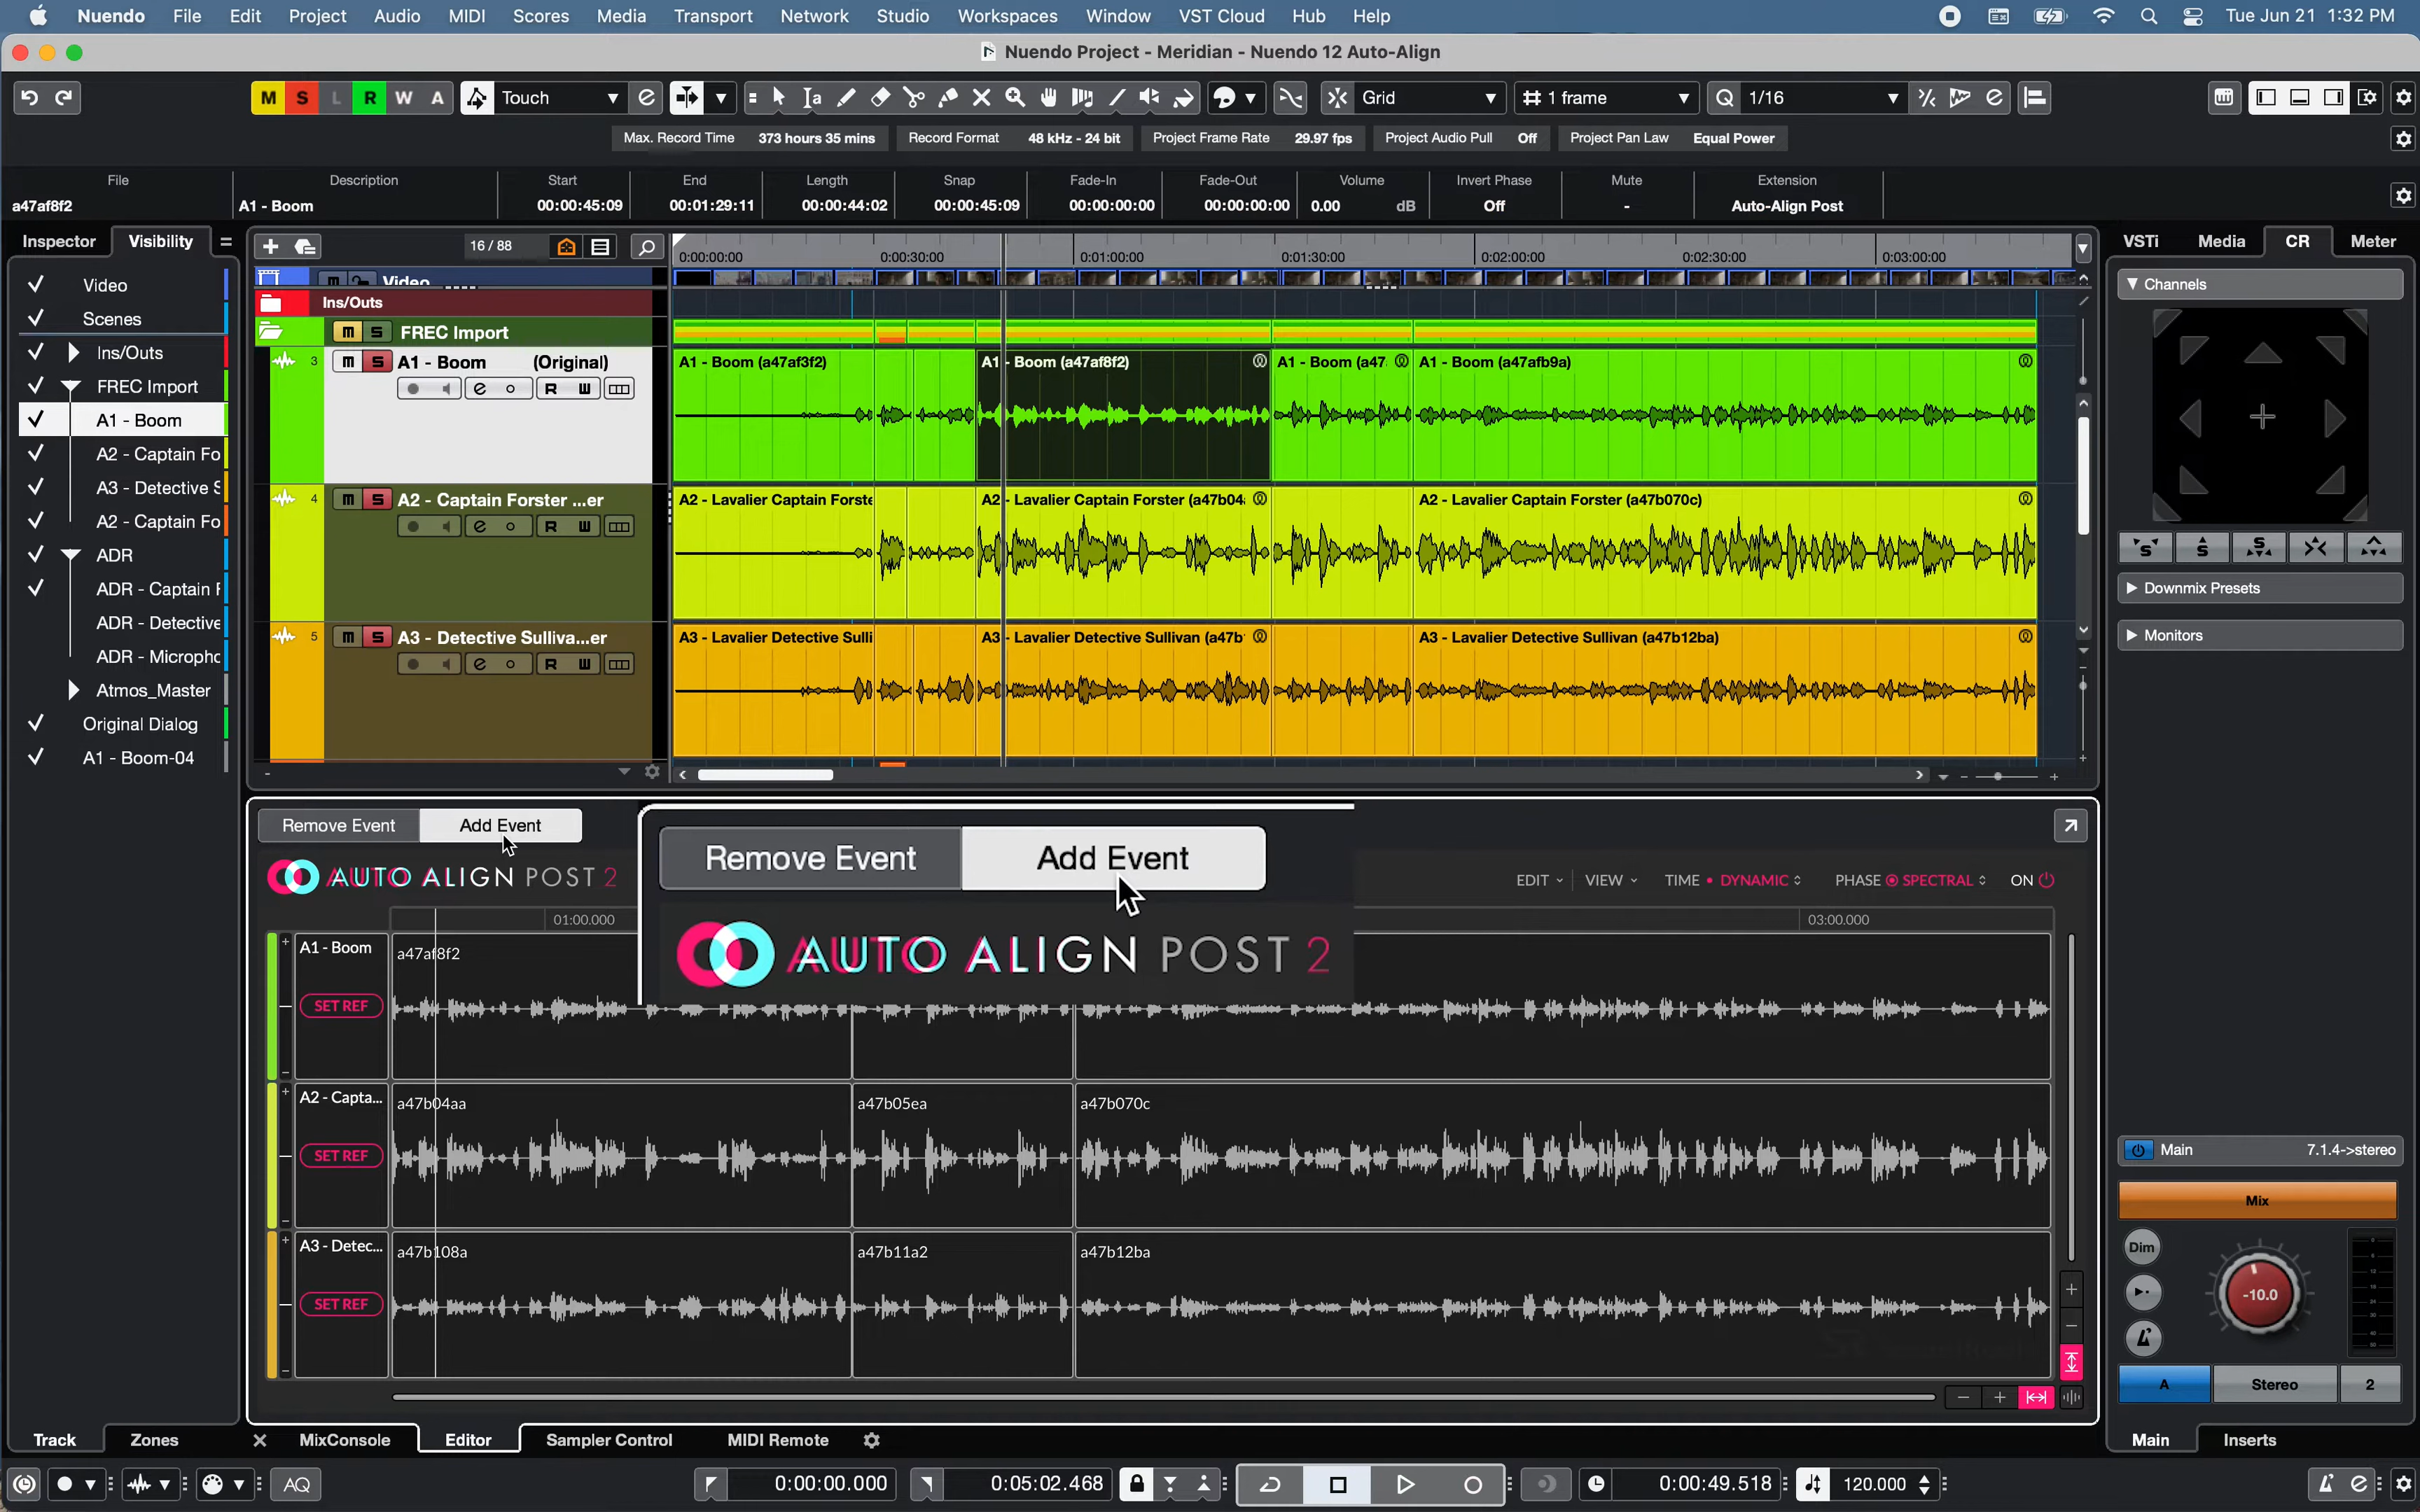 Nuendo File Edit Project Audio MIDI Scores Media Transport Network Studio Workspaces Window VST Cloud Hub Help Tue Jun 21 1:32 PM
Nuendo Project - Meridian - Nuendo 12 Auto-Align
M S L R W A Touch Grid 1 frame Q 1/16
Max. Record Time 373 hours 35 mins Record Format 48 kHz - 24 bit Project Frame Rate 29.97 fps Project Audio Pull Off Project Pan Law Equal Power
File Description Start End Length Snap Fade-In Fade-Out Volume Invert Phase Mute Extension
a47af8f2 A1 - Boom 00:00:45:09 00:01:29:11 00:00:44:02 00:00:45:09 00:00:00:00 00:00:00:00 0.00 dB Off - Auto-Align Post
Inspector Visibility
Video
Scenes
Ins/Outs
FREC Import
A1 - Boom
A2 - Captain Fo
A3 - Detective S
A2 - Captain Fo
ADR
ADR - Captain F
ADR - Detective
ADR - Micropho
Atmos_Master
Original Dialog
A1 - Boom-04
16 / 88
0:00:00:00 0:00:30:00 0:01:00:00 0:01:30:00 0:02:00:00 0:02:30:00 0:03:00:00
m Video
Ins/Outs
m S FREC Import
3 m S A1 - Boom (Original)
e R W
A1 - Boom (a47af3f2) A1 - Boom (a47af8f2) A1 - Boom (a47 A1 - Boom (a47afb9a)
4 m S A2 - Captain Forster ...er
e R W
A2 - Lavalier Captain Forste A2 - Lavalier Captain Forster (a47b04 A2 - Lavalier Captain Forster (a47b070c)
5 m S A3 - Detective Sulliva...er
e R W
A3 - Lavalier Detective Sulli A3 - Lavalier Detective Sullivan (a47b A3 - Lavalier Detective Sullivan (a47b12ba)
VSTi Media CR Meter
Channels
Downmix Presets
Monitors
Main 7.1.4->stereo
Mix
Dim
-10.0
A Stereo 2
Main Inserts
Remove Event Add Event
AUTO ALIGN POST 2
Remove Event Add Event
AUTO ALIGN POST 2
EDIT VIEW TIME • DYNAMIC PHASE SPECTRAL ON
01:00.000 03:00.000
A1 - Boom a47af8f2
SET REF
A2 - Capta... a47b04aa a47b05ea a47b070c
SET REF
A3 - Detec... a47b108a a47b11a2 a47b12ba
SET REF
Track Zones MixConsole Editor Sampler Control MIDI Remote
AQ 0:00:00.000 0:05:02.468 0:00:49.518 120.000